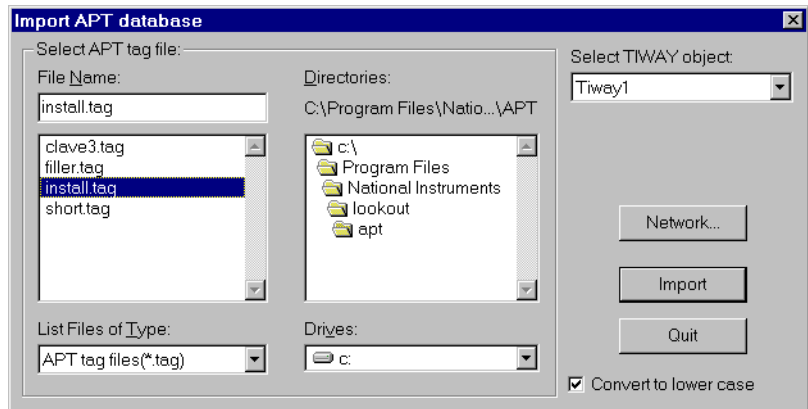 Import APT database
Select APT tag file:
File Name:
install.tag
clave3.tag
filler.tag
install.tag
short.tag
List Files of Type:
APT tag files(*.tag)
Directories:
C:\Program Files\Natio...\APT
c:\
Program Files
National Instruments
lookout
apt
Drives:
c:
Select TIWAY object:
Tiway1
Network...
Import
Quit
Convert to lower case